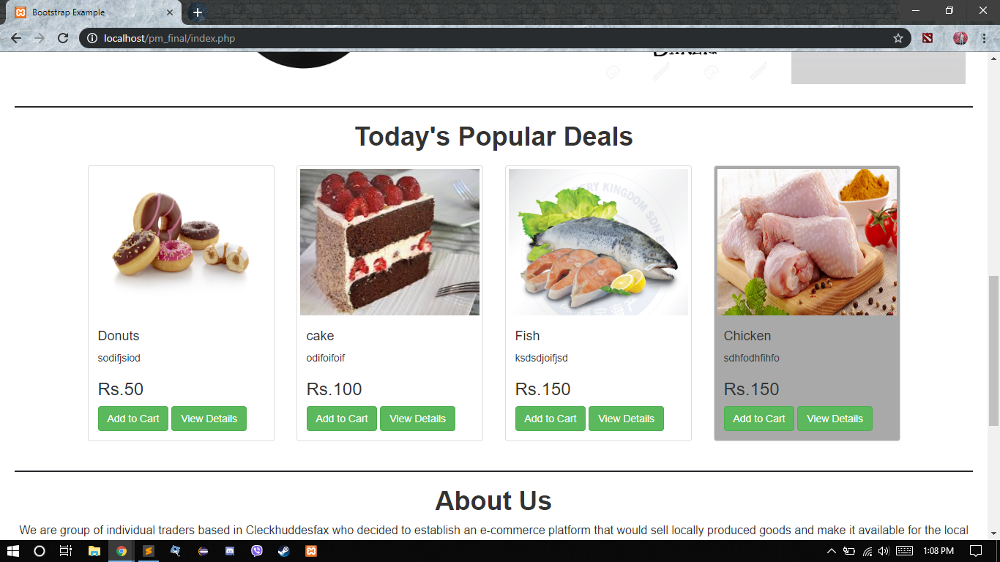 Bootstrap Example
localhost/pm_final/index.php
Today's Popular Deals
Donuts
sodifjsiod
Rs.50
Add to Cart View Details
cake
odifoifoif
Rs.100
Add to Cart View Details
Fish
ksdsdjoifjsd
Rs.150
Add to Cart View Details
Chicken
sdhfodhfihfo
Rs.150
Add to Cart View Details
About Us
We are group of individual traders based in Cleckhuddesfax who decided to establish an e-commerce platform that would sell locally produced goods and make it available for the local
1:08 PM